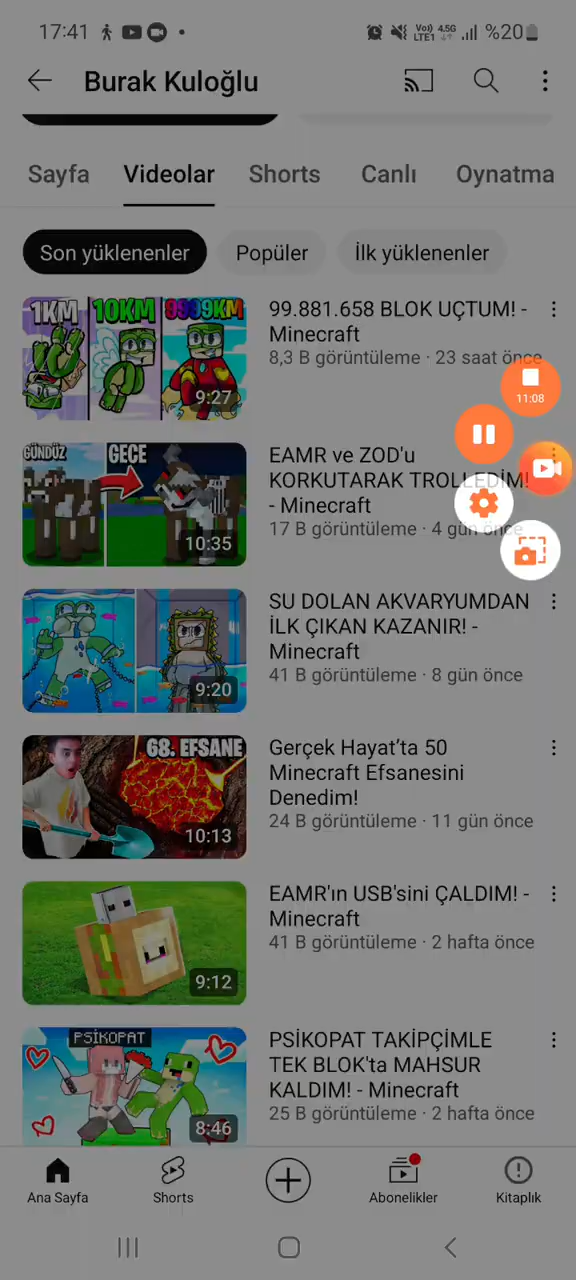 17:41
Vo)) 4.5G
LTE1
%20
Burak Kuloğlu
Sayfa Videolar Shorts Canlı Oynatma
Son yüklenenler Popüler İlk yüklenenler
1KM 10KM 9999KM
9:27
99.881.658 BLOK UÇTUM! -
Minecraft
8,3 B görüntüleme · 23 saat önce
11:08
GÜNDÜZ GECE
10:35
EAMR ve ZOD'u
KORKUTARAK TROLLEDİM!
- Minecraft
17 B görüntüleme · 4 gün önce
9:20
SU DOLAN AKVARYUMDAN
İLK ÇIKAN KAZANIR! -
Minecraft
41 B görüntüleme · 8 gün önce
68. EFSANE
10:13
Gerçek Hayat'ta 50
Minecraft Efsanesini
Denedim!
24 B görüntüleme · 11 gün önce
9:12
EAMR'ın USB'sini ÇALDIM! -
Minecraft
41 B görüntüleme · 2 hafta önce
PSİKOPAT
8:46
PSİKOPAT TAKİPÇİMLE
TEK BLOK'ta MAHSUR
KALDIM! - Minecraft
25 B görüntüleme · 2 hafta önce
Ana Sayfa Shorts Abonelikler Kitaplık